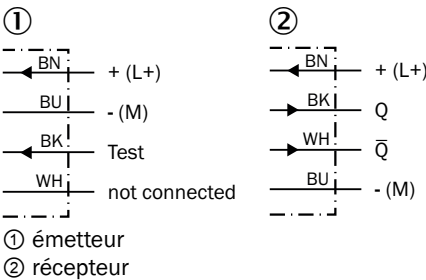 ①
BN + (L+)
BU - (M)
BK Test
WH not connected
②
BN + (L+)
BK Q
WH Q̅
BU - (M)
① émetteur
② récepteur